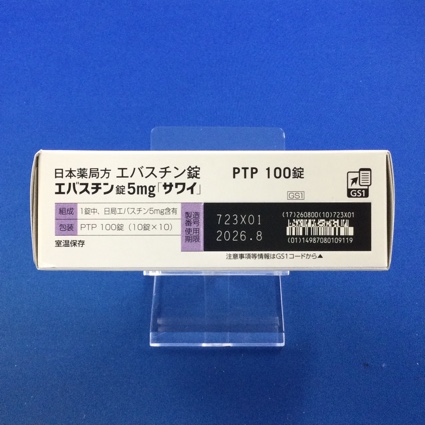 日本薬局方 エバスチン錠 PTP 100錠
エバスチン錠5mg「サワイ」
GS1
GS1
組成 1錠中、日局エバスチン5mg含有
包装 PTP 100錠(10錠×10)
室温保存
製造番号 723X01
使用期限 2026.8
(17)260800(10)723X01
(01)14987080109119
注意事項等情報はGS1コードから▲